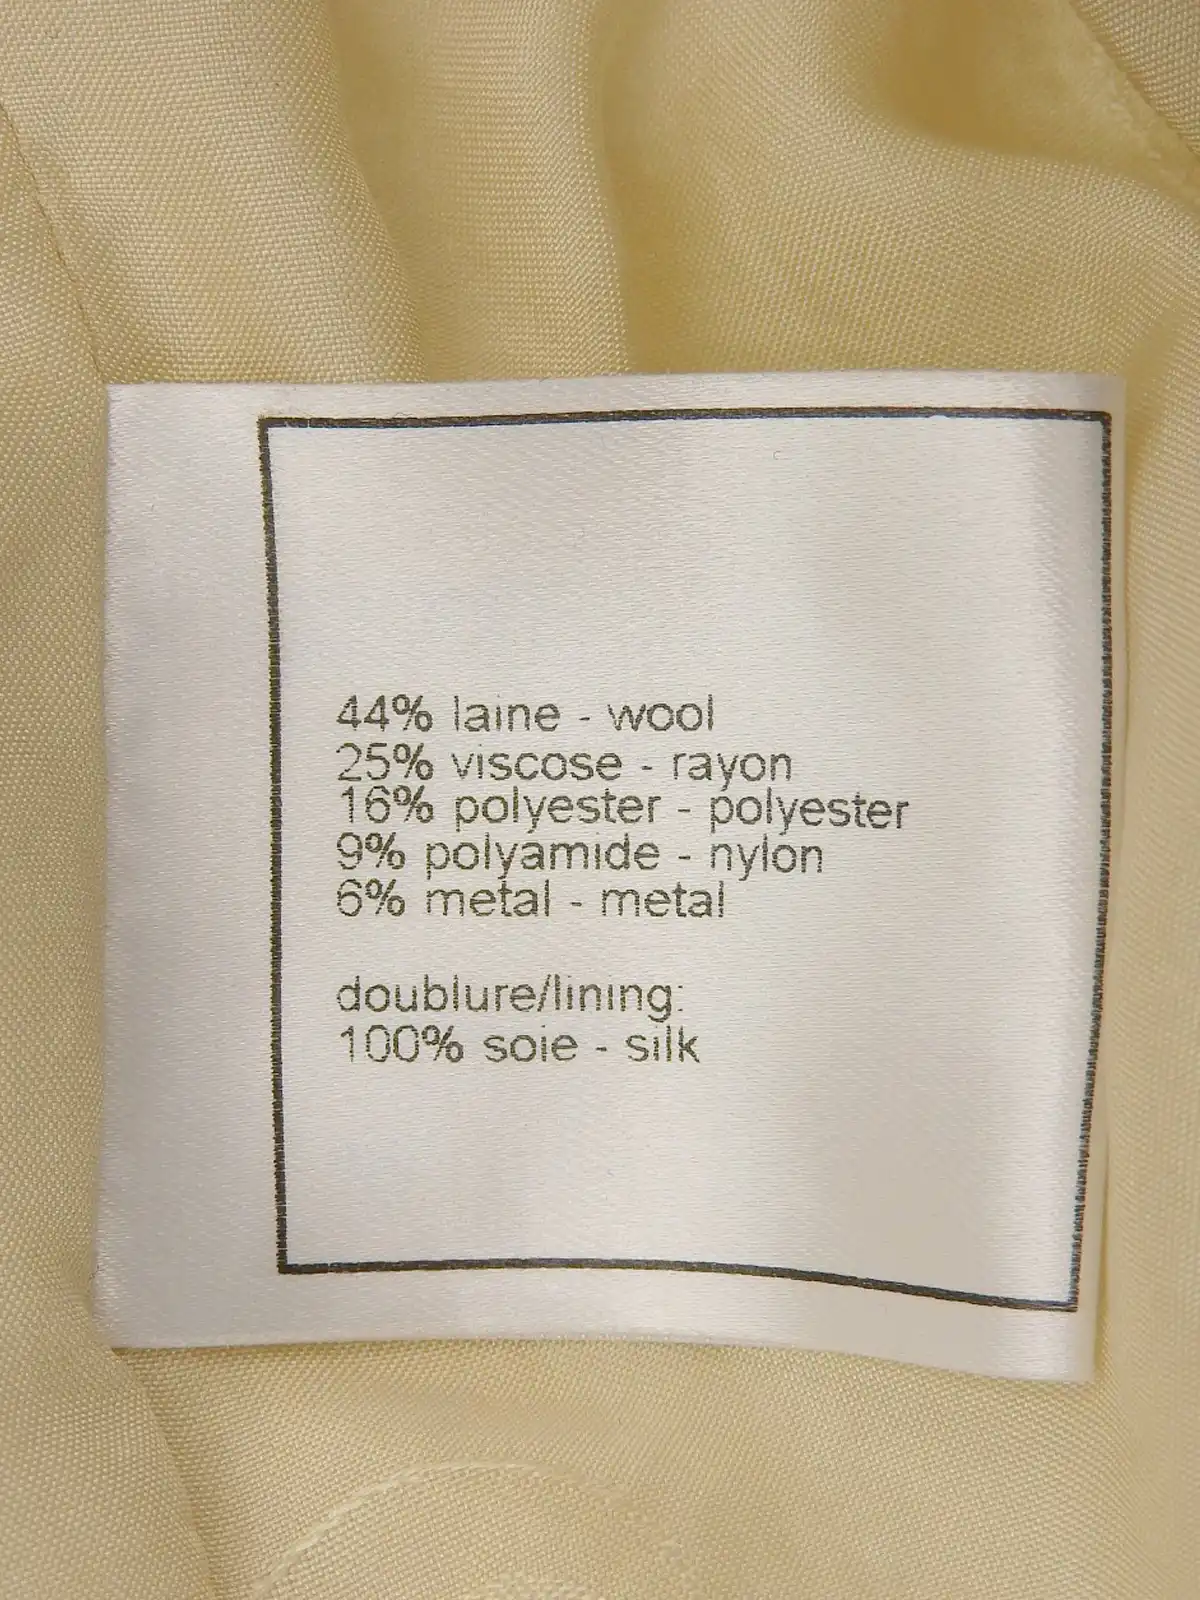 44% laine - wool
25% viscose - rayon
16% polyester - polyester
9% polyamide - nylon
6% metal - metal
doublure/lining:
100% soie - silk